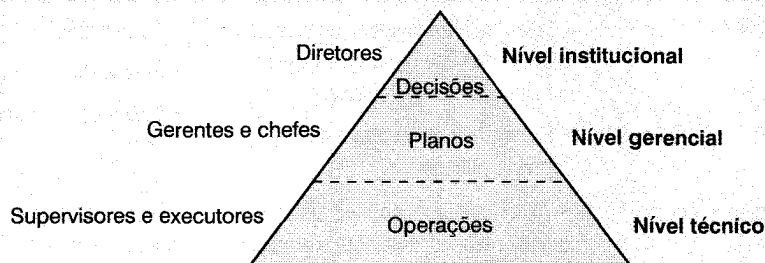 Diretores
Nível institucional
Decisões
Gerentes e chefes
Planos
Nível gerencial
Supervisores e executores
Operações
Nível técnico